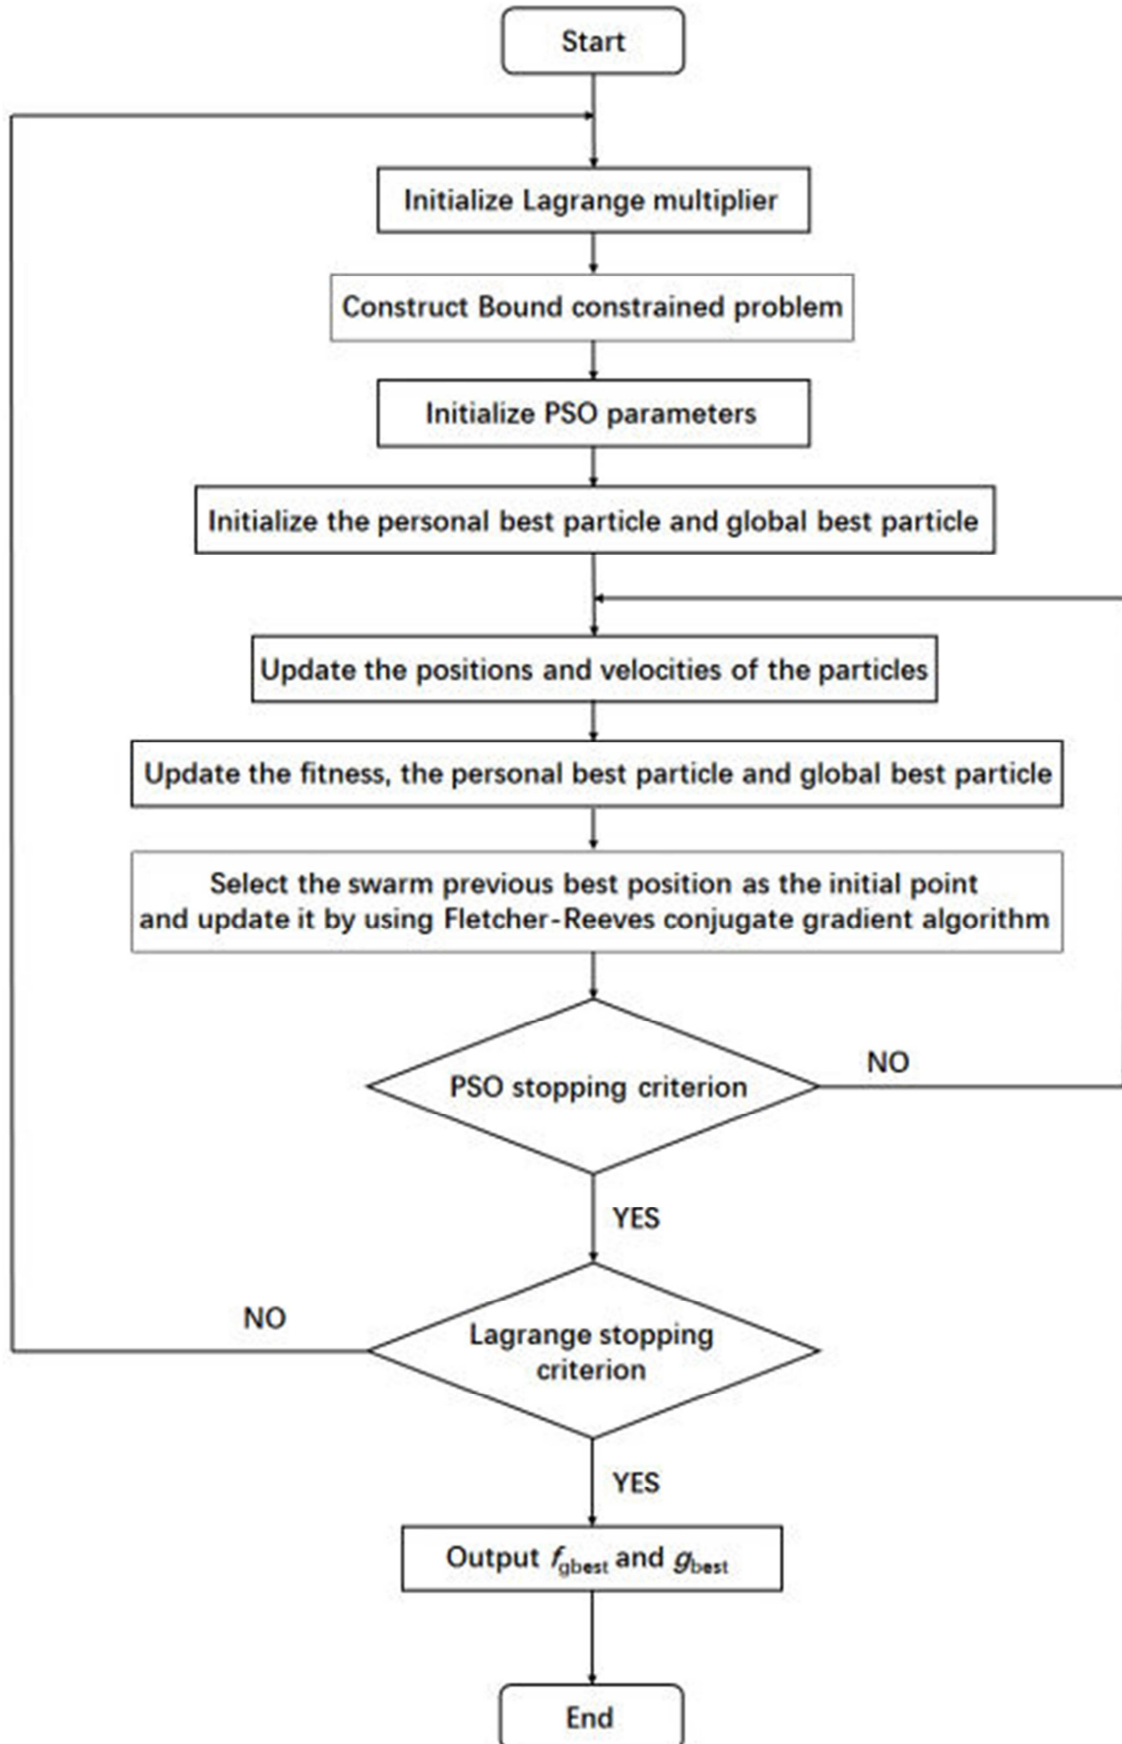 Start
Initialize Lagrange multiplier
Construct Bound constrained problem
Initialize PSO parameters
Initialize the personal best particle and global best particle
Update the positions and velocities of the particles
Update the fitness, the personal best particle and global best particle
Select the swarm previous best position as the initial point
and update it by using Fletcher-Reeves conjugate gradient algorithm
PSO stopping criterion
NO
YES
NO
Lagrange stopping
criterion
YES
Output fgbest and gbest
End